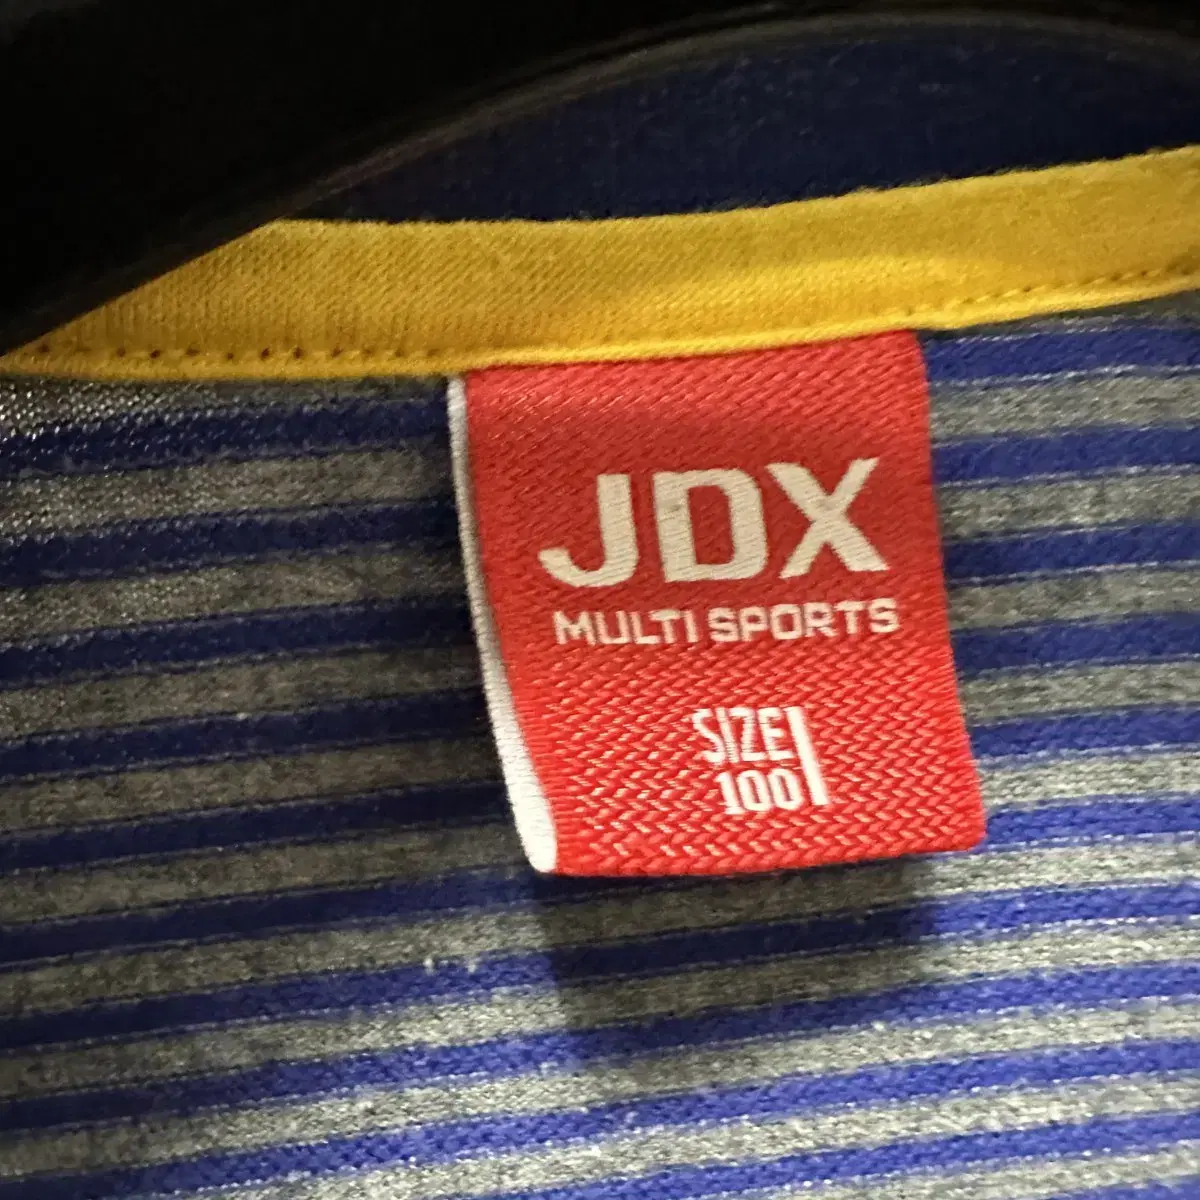 JDX
MULTI SPORTS
SIZE
100